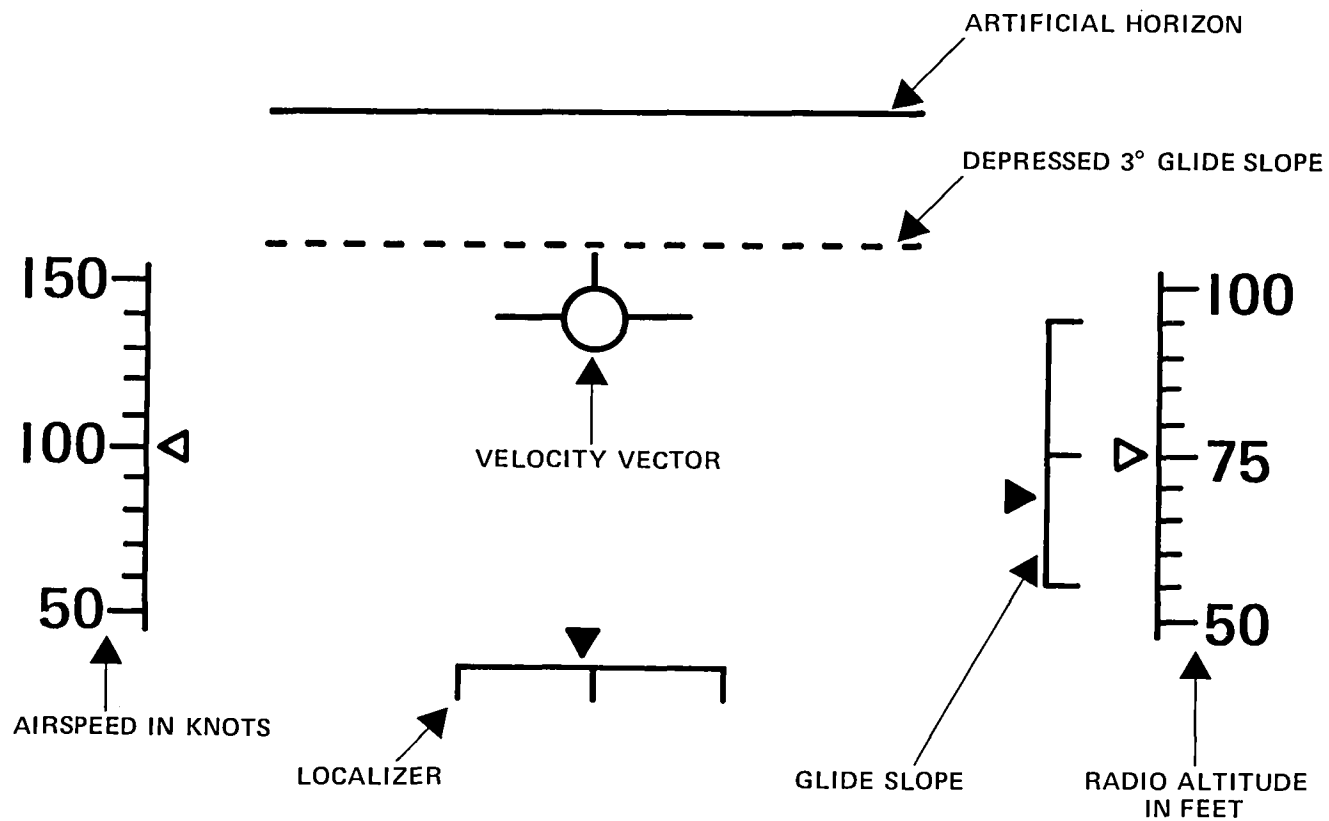 ARTIFICIAL HORIZON
DEPRESSED 3° GLIDE SLOPE
150
100
50
AIRSPEED IN KNOTS
VELOCITY VECTOR
LOCALIZER
GLIDE SLOPE
100
75
50
RADIO ALTITUDE
IN FEET